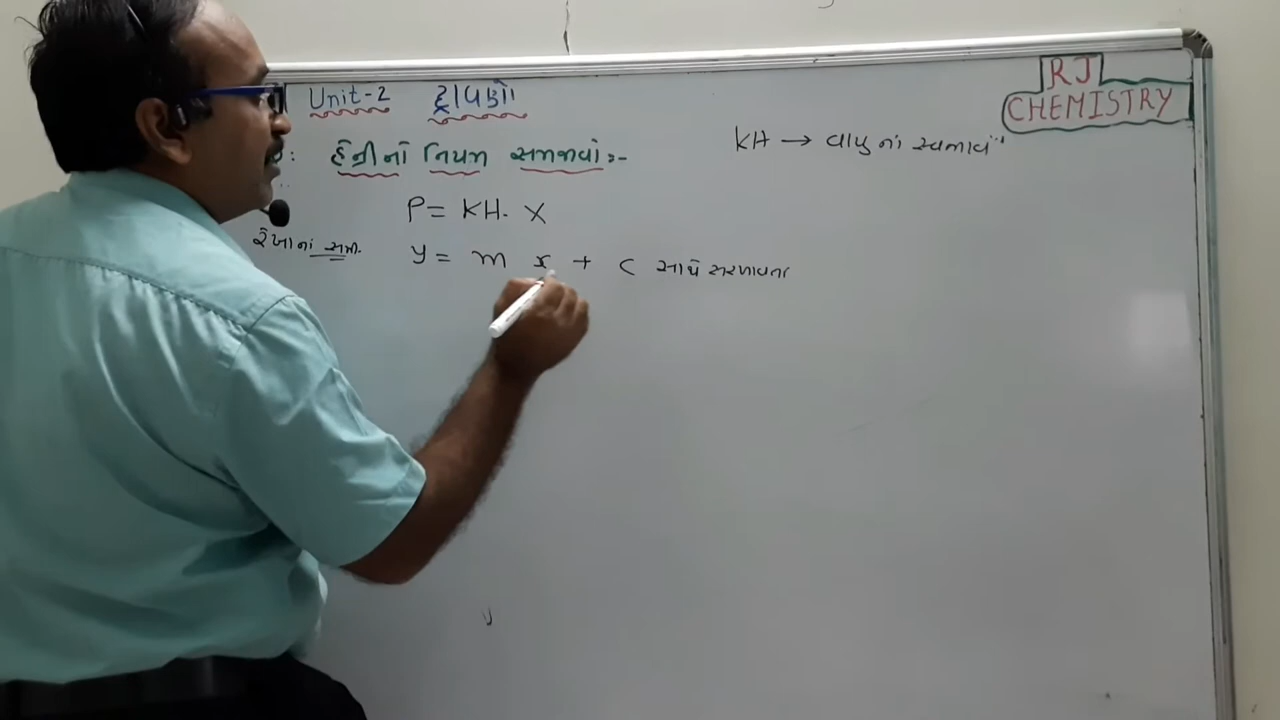 Unit-2 દ્રાવણો
RJ
CHEMISTRY
હેન્રીનો નિયમ સમજાવો :-
KH → વાયુનાં સ્વભાવ
P = KH. X
રેખાનાં સમી.
y = m x + c સાથે સરખાવતા